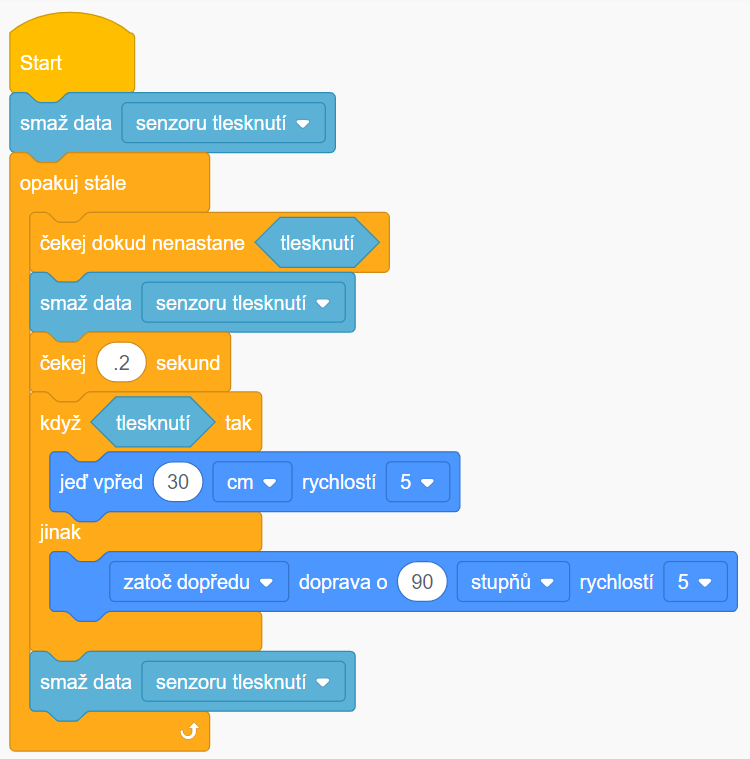 Start
smaž data senzoru tlesknutí
opakuj stále
čekej dokud nenastane tlesknutí
smaž data senzoru tlesknutí
čekej .2 sekund
když tlesknutí tak
jeď vpřed 30 cm rychlostí 5
jinak
zatoč dopředu doprava o 90 stupňů rychlostí 5
smaž data senzoru tlesknutí